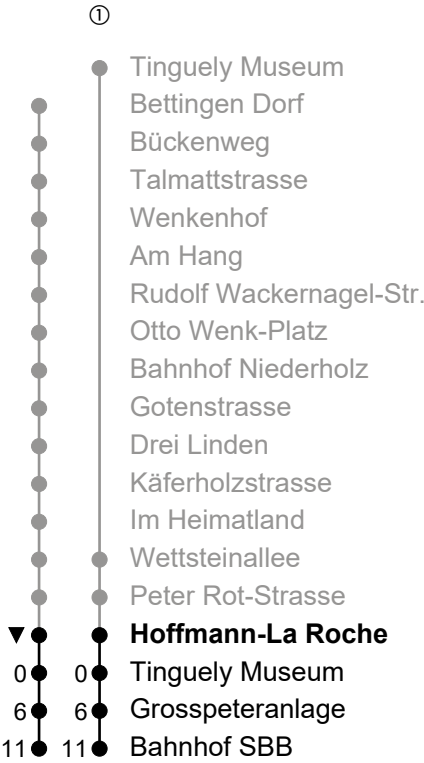 ①
Tinguely Museum
Bettingen Dorf
Bückenweg
Talmattstrasse
Wenkenhof
Am Hang
Rudolf Wackernagel-Str.
Otto Wenk-Platz
Bahnhof Niederholz
Gotenstrasse
Drei Linden
Käferholzstrasse
Im Heimatland
Wettsteinallee
Peter Rot-Strasse
Hoffmann-La Roche
0 0 Tinguely Museum
6 6 Grosspeteranlage
11 11 Bahnhof SBB